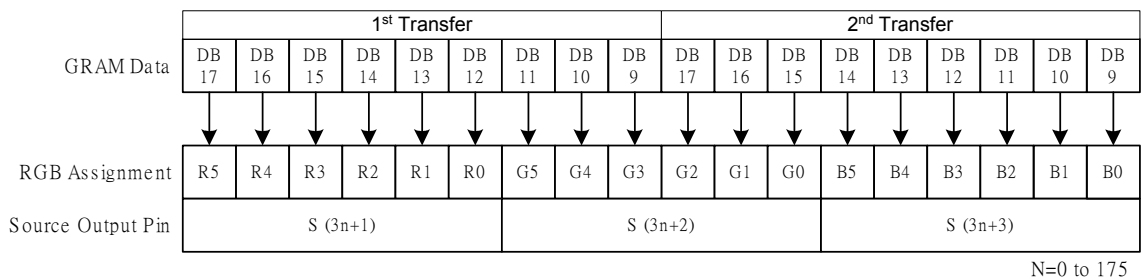 1st Transfer 2nd Transfer
GRAM Data DB 17 DB 16 DB 15 DB 14 DB 13 DB 12 DB 11 DB 10 DB 9 DB 17 DB 16 DB 15 DB 14 DB 13 DB 12 DB 11 DB 10 DB 9
RGB Assignment R5 R4 R3 R2 R1 R0 G5 G4 G3 G2 G1 G0 B5 B4 B3 B2 B1 B0
Source Output Pin S (3n+1) S (3n+2) S (3n+3)
N=0 to 175